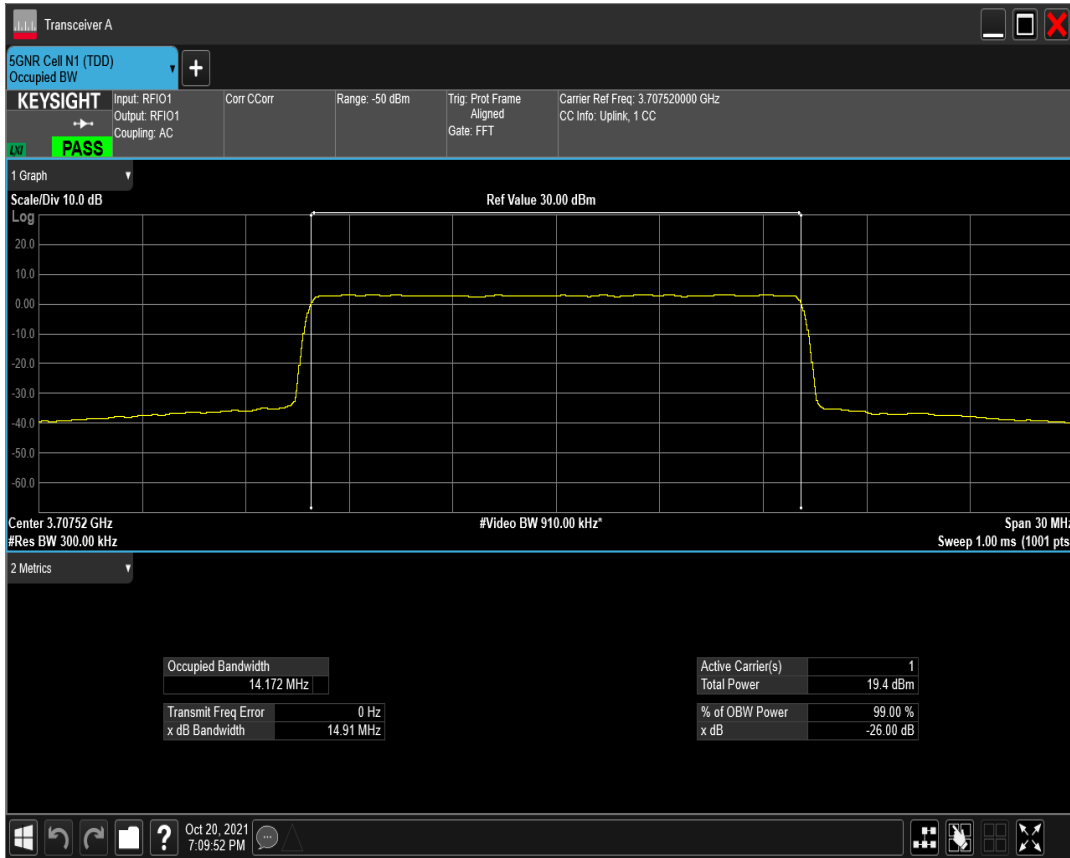 Transceiver A
5GNR Cell N1 (TDD)
Occupied BW
+
KEYSIGHT
LXI
PASS
Input: RFIO1
Output: RFIO1
Coupling: AC
Corr CCorr
Range: -50 dBm
Trig: Prot Frame
Aligned
Gate: FFT
Carrier Ref Freq: 3.707520000 GHz
CC Info: Uplink, 1 CC
1 Graph
Scale/Div 10.0 dB
Ref Value 30.00 dBm
Log
20.0
10.0
0.00
-10.0
-20.0
-30.0
-40.0
-50.0
-60.0
Center 3.70752 GHz
#Video BW 910.00 kHz*
Span 30 MHz
#Res BW 300.00 kHz
Sweep 1.00 ms (1001 pts
2 Metrics
Occupied Bandwidth
14.172 MHz
Transmit Freq Error 0 Hz
x dB Bandwidth 14.91 MHz
Active Carrier(s) 1
Total Power 19.4 dBm
% of OBW Power 99.00 %
x dB -26.00 dB
?
Oct 20, 2021
7:09:52 PM